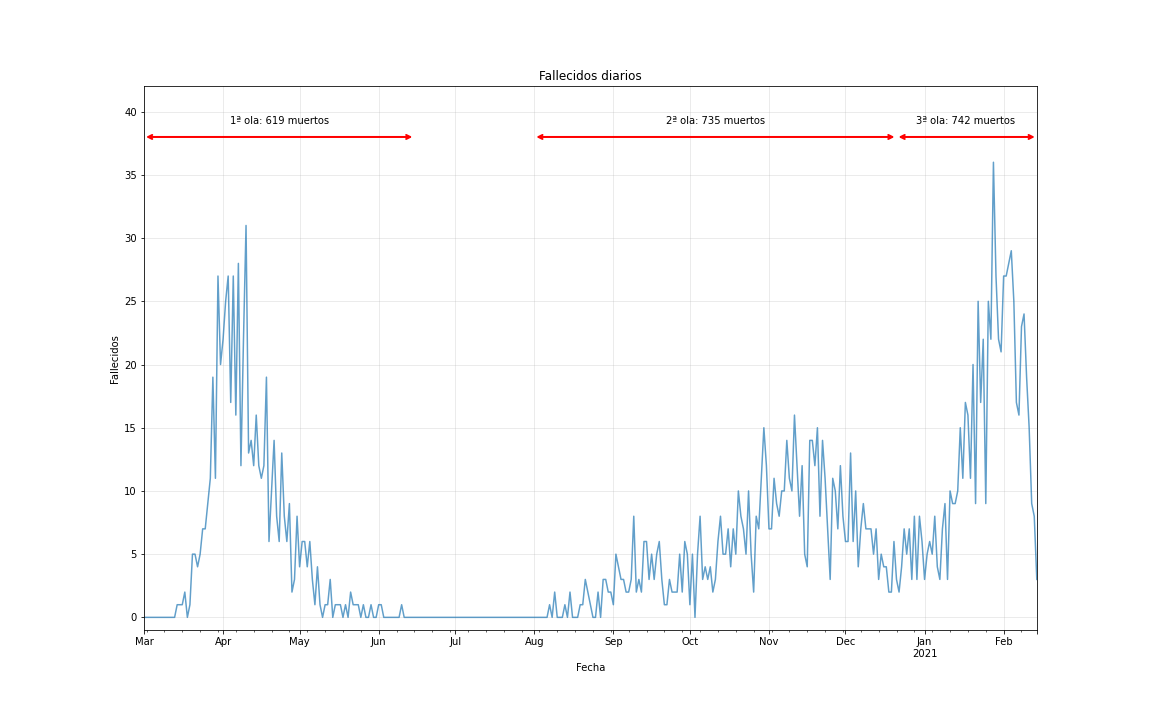 Fallecidos diarios
1ª ola: 619 muertos
2ª ola: 735 muertos
3ª ola: 742 muertos
40
35
30
25
20
15
10
5
0
Fallecidos
Mar Apr May Jun Jul Aug Sep Oct Nov Dec Jan Feb
2021
Fecha